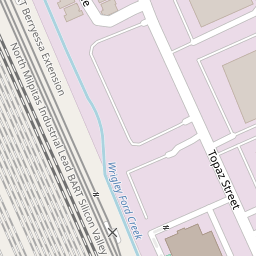 BART Berryessa Extension
North Milpitas Industrial Lead BART Silicon Valley
Wrigley Ford Creek
Topaz Street